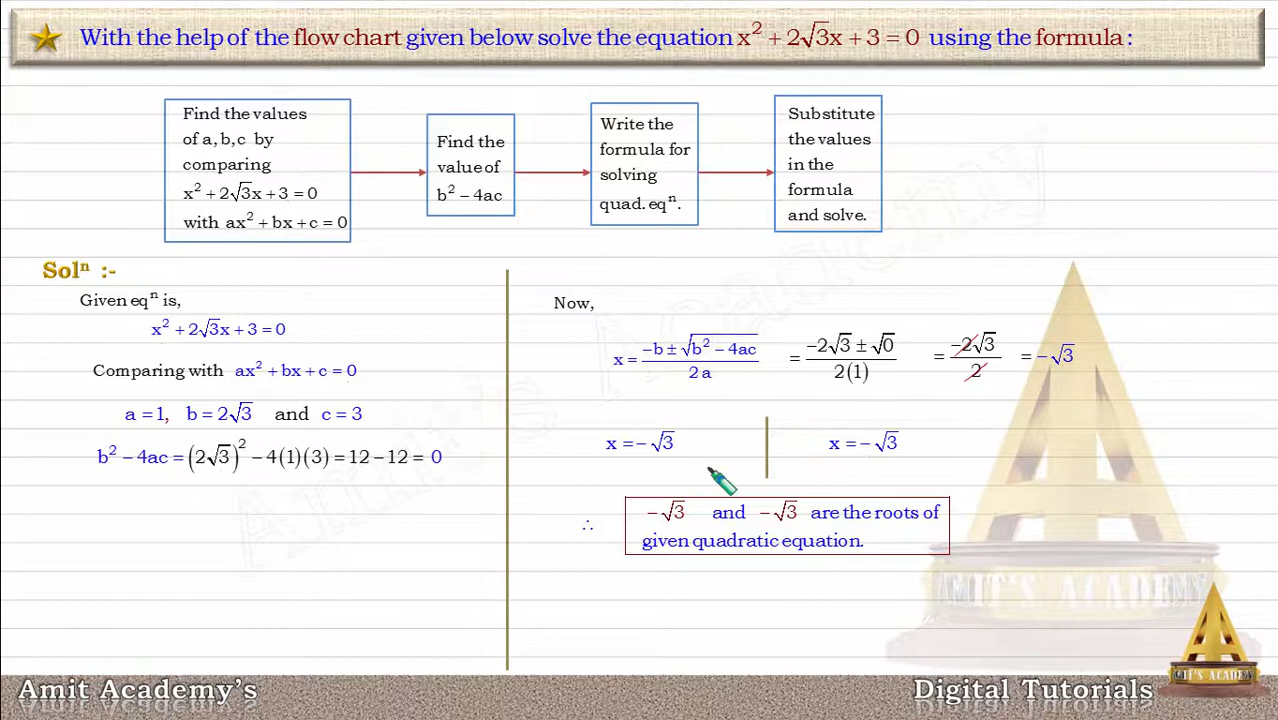 With the help of the flow chart given below solve the equation x² + 2√3x + 3 = 0 using the formula :
Find the values
of a, b, c by
comparing
x² + 2√3x + 3 = 0
with ax² + bx + c = 0
Find the
value of
b² − 4ac
Write the
formula for
solving
quad. eqⁿ.
Substitute
the values
in the
formula
and solve.
Solⁿ :-
Given eqⁿ is,
x² + 2√3x + 3 = 0
Comparing with ax² + bx + c = 0
a = 1, b = 2√3 and c = 3
b² − 4ac = (2√3)² − 4(1)(3) = 12 − 12 = 0
Now,
x = (−b ± √(b² − 4ac))/(2a) = (−2√3 ± √0)/(2(1)) = (−2√3)/2 = −√3
x = −√3 x = −√3
∴ −√3 and −√3 are the roots of
given quadratic equation.
Amit's Academy
AMIT'S ACADEMY
AMIT'S ACADEMY
Amit Academy's Digital Tutorials